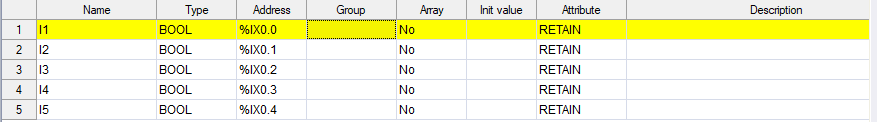 Name Type Address Group Array Init value Attribute Description
1 I1 BOOL %IX0.0 No RETAIN
2 I2 BOOL %IX0.1 No RETAIN
3 I3 BOOL %IX0.2 No RETAIN
4 I4 BOOL %IX0.3 No RETAIN
5 I5 BOOL %IX0.4 No RETAIN